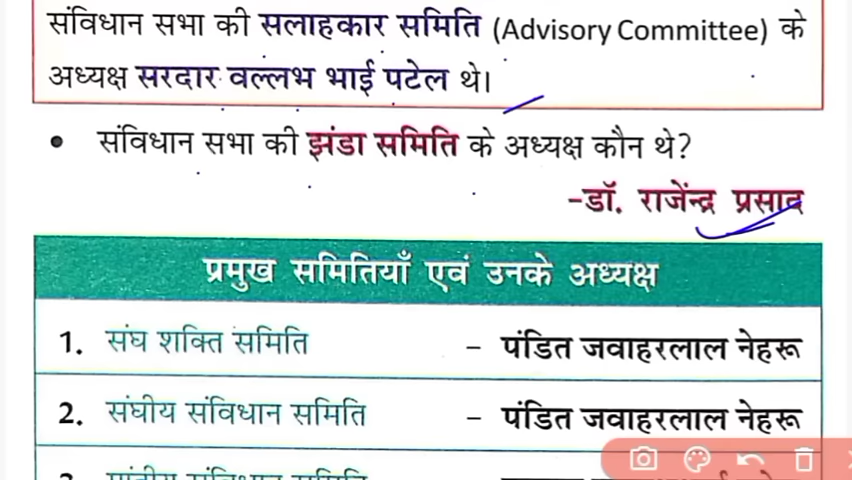 संविधान सभा की सलाहकार समिति (Advisory Committee) के
अध्यक्ष सरदार वल्लभ भाई पटेल थे।
• संविधान सभा की झंडा समिति के अध्यक्ष कौन थे?
-डॉ. राजेंन्द्र प्रसाद
प्रमुख समितियाँ एवं उनके अध्यक्ष
1. संघ शक्ति समिति – पंडित जवाहरलाल नेहरू
2. संघीय संविधान समिति – पंडित जवाहरलाल नेहरू